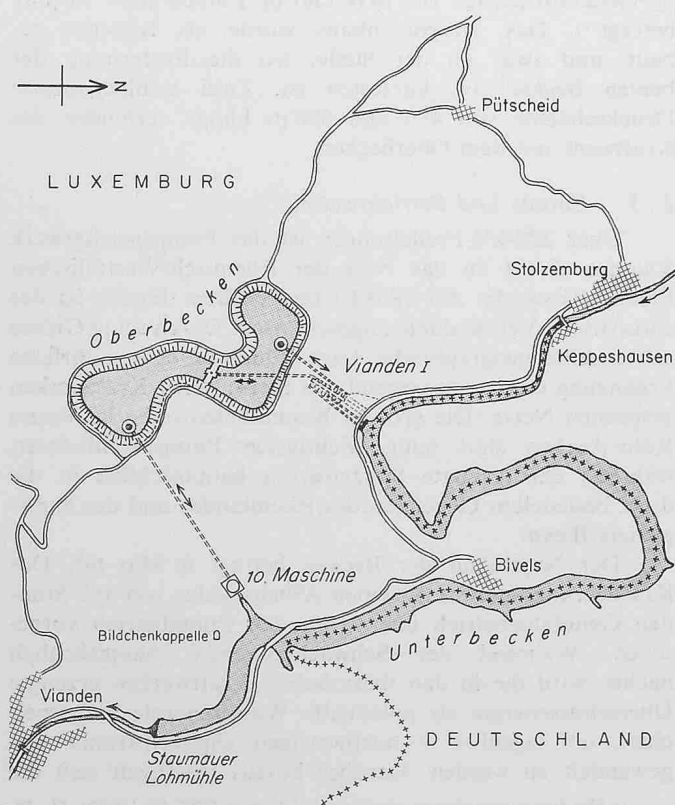 N
Pütscheid
LUXEMBURG
Stolzemburg
Oberbecken
Keppeshausen
Vianden I
Bivels
10. Maschine
Bildchenkappelle
Unterbecken
Vianden
DEUTSCHLAND
Staumauer
Lohmühle